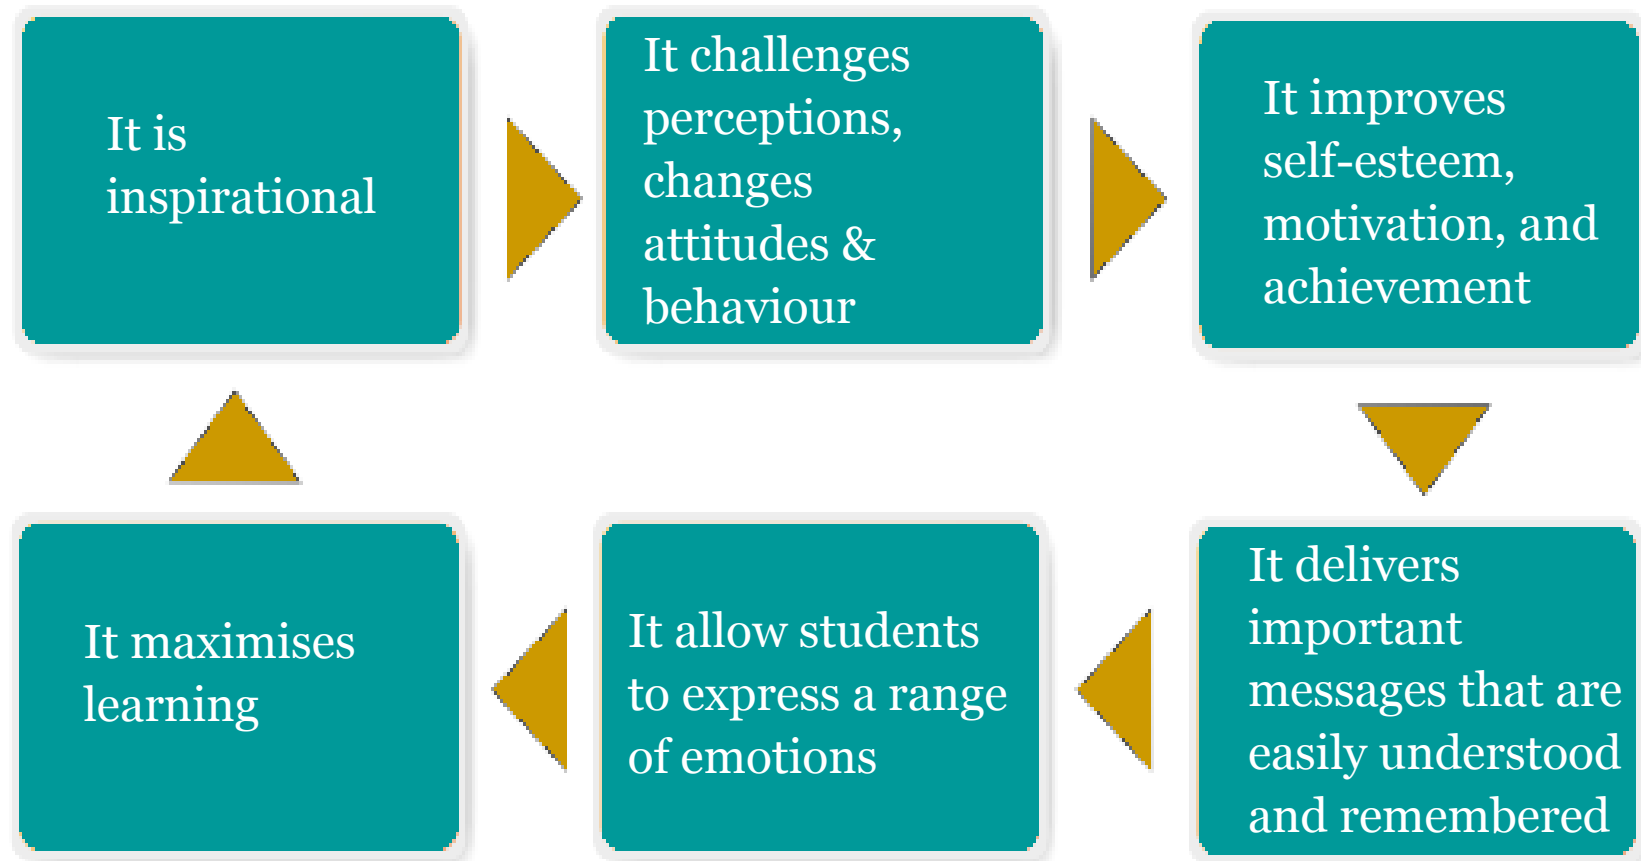 It is
inspirational
It challenges
perceptions,
changes
attitudes &
behaviour
It improves
self-esteem,
motivation, and
achievement
It delivers
important
messages that are
easily understood
and remembered
It allow students
to express a range
of emotions
It maximises
learning